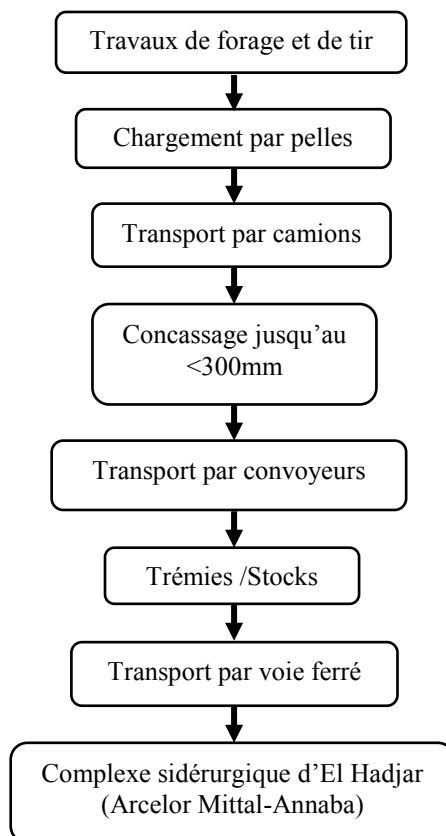 Travaux de forage et de tir
Chargement par pelles
Transport par camions
Concassage jusqu’au
<300mm
Transport par convoyeurs
Trémies /Stocks
Transport par voie ferré
Complexe sidérurgique d’El Hadjar
(Arcelor Mittal-Annaba)